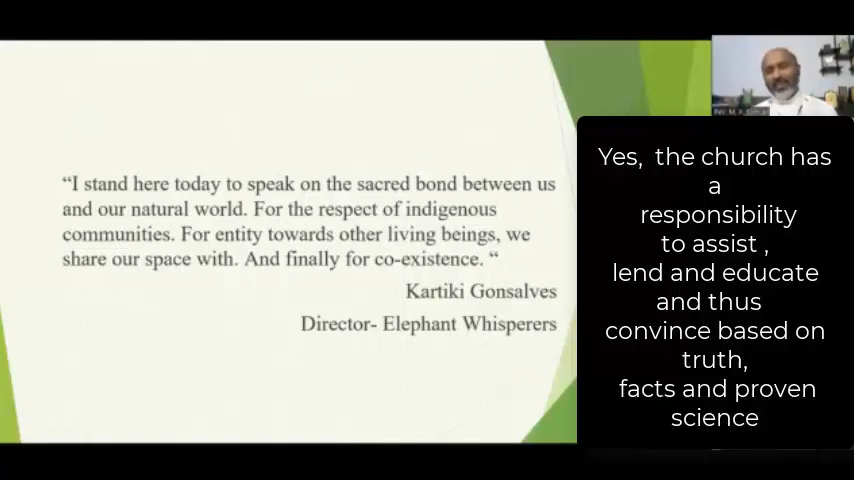 “I stand here today to speak on the sacred bond between us
and our natural world. For the respect of indigenous
communities. For entity towards other living beings, we
share our space with. And finally for co-existence. “
Kartiki Gonsalves
Director- Elephant Whisperers
Yes,  the church has
a
responsibility
to assist ,
lend and educate
and thus
convince based on
truth,
facts and proven
science